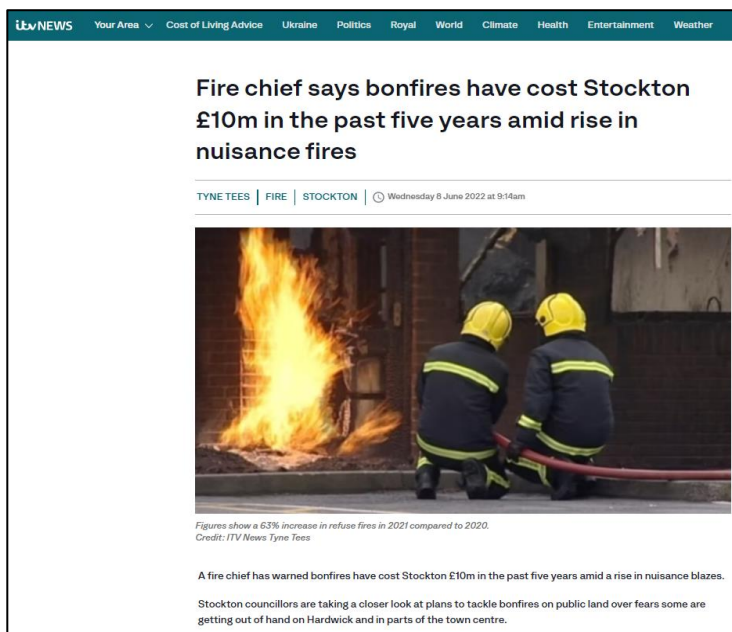 itv NEWS Your Area Cost of Living Advice Ukraine Politics Royal World Climate Health Entertainment Weather
Fire chief says bonfires have cost Stockton
£10m in the past five years amid rise in
nuisance fires
TYNE TEES FIRE STOCKTON Wednesday 8 June 2022 at 9:14am
Figures show a 63% increase in refuse fires in 2021 compared to 2020.
Credit: ITV News Tyne Tees
A fire chief has warned bonfires have cost Stockton £10m in the past five years amid a rise in nuisance blazes.
Stockton councillors are taking a closer look at plans to tackle bonfires on public land over fears some are
getting out of hand on Hardwick and in parts of the town centre.